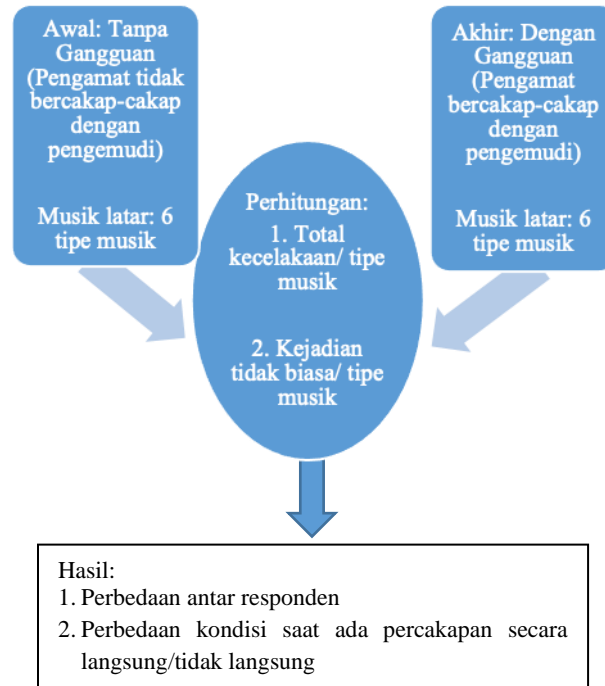 Awal: Tanpa
Gangguan
(Pengamat tidak
bercakap-cakap
dengan
pengemudi)
Musik latar: 6
tipe musik
Akhir: Dengan
Gangguan
(Pengamat
bercakap-cakap
dengan
pengemudi)
Musik latar: 6
tipe musik
Perhitungan:
1. Total
kecelakaan/ tipe
musik
2. Kejadian
tidak biasa/ tipe
musik
Hasil:
1. Perbedaan antar responden
2. Perbedaan kondisi saat ada percakapan secara
langsung/tidak langsung